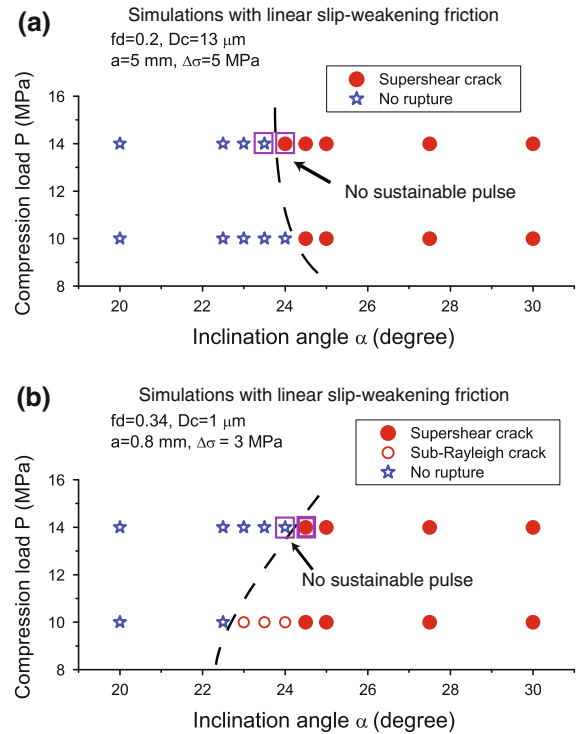 (a)
Simulations with linear slip-weakening friction
fd=0.2, Dc=13 μm
a=5 mm, Δσ=5 MPa
Supershear crack
No rupture
No sustainable pulse
Compression load P (MPa)
16
14
12
10
8
20 22 24 26 28 30
Inclination angle α (degree)
(b)
Simulations with linear slip-weakening friction
fd=0.34, Dc=1 μm
a=0.8 mm, Δσ = 3 MPa
Supershear crack
Sub-Rayleigh crack
No rupture
No sustainable pulse
Compression load P (MPa)
16
14
12
10
8
20 22 24 26 28 30
Inclination angle α (degree)